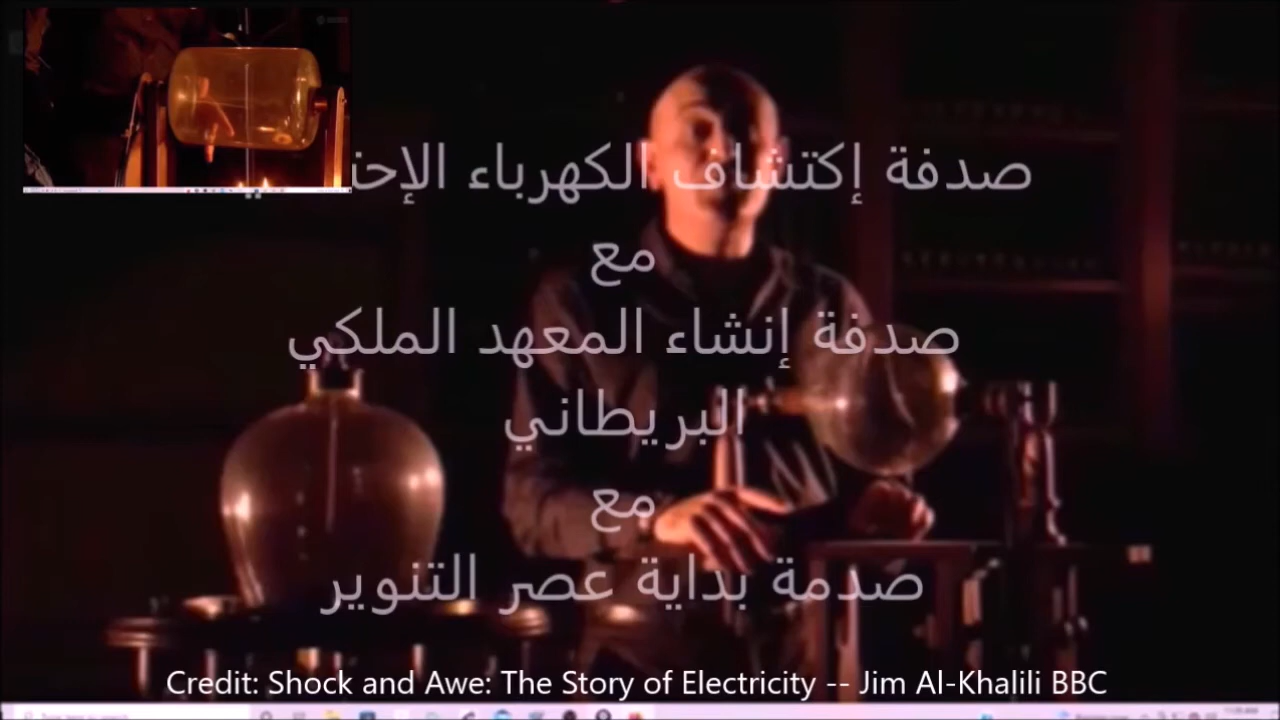 صدفة إكتشاف الكهرباء
مع
صدفة إنشاء المعهد الملكي
البريطاني
مع
صدمة بداية عصر التنوير
Credit: Shock and Awe: The Story of Electricity -- Jim Al-Khalili BBC